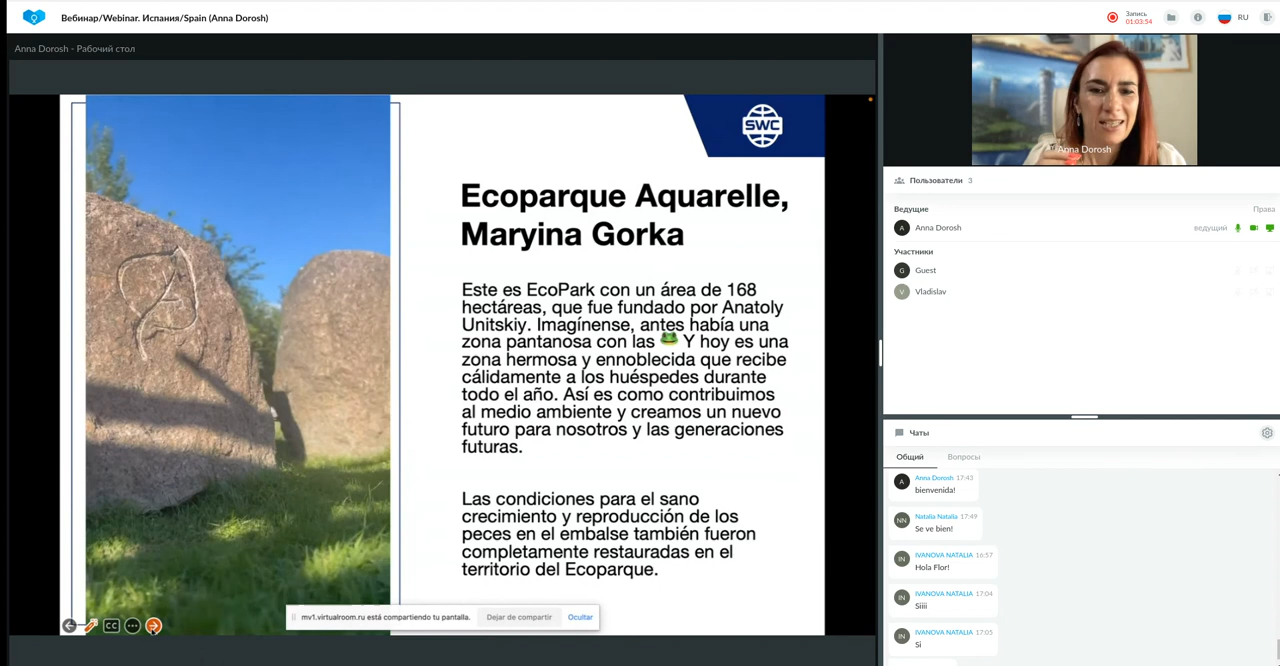 Вебинар/Webinar. Испания/Spain (Anna Dorosh)
Запись
01:03:54
RU
Anna Dorosh - Рабочий стол
SWC
Ecoparque Aquarelle,
Maryina Gorka
Este es EcoPark con un área de 168
hectáreas, que fue fundado por Anatoly
Unitskiy. Imagínense, antes había una
zona pantanosa con las 🐸 Y hoy es una
zona hermosa y ennoblecida que recibe
cálidamente a los huéspedes durante
todo el año. Así es como contribuimos
al medio ambiente y creamos un nuevo
futuro para nosotros y las generaciones
futuras.
Las condiciones para el sano
crecimiento y reproducción de los
peces en el embalse también fueron
completamente restauradas en el
territorio del Ecoparque.
CC
mv1.virtualroom.ru está compartiendo tu pantalla.
Dejar de compartir
Ocultar
Anna Dorosh
Пользователи 3
Ведущие
Права
A
Anna Dorosh
ведущий
Участники
G
Guest
V
Vladislav
Чаты
Общий
Вопросы
A
Anna Dorosh 17:43
bienvenida!
NN
Natalia Natalia 17:49
Se ve bien!
IN
IVANOVA NATALIA 16:57
Hola Flor!
IN
IVANOVA NATALIA 17:04
Siiii
IN
IVANOVA NATALIA 17:05
Si